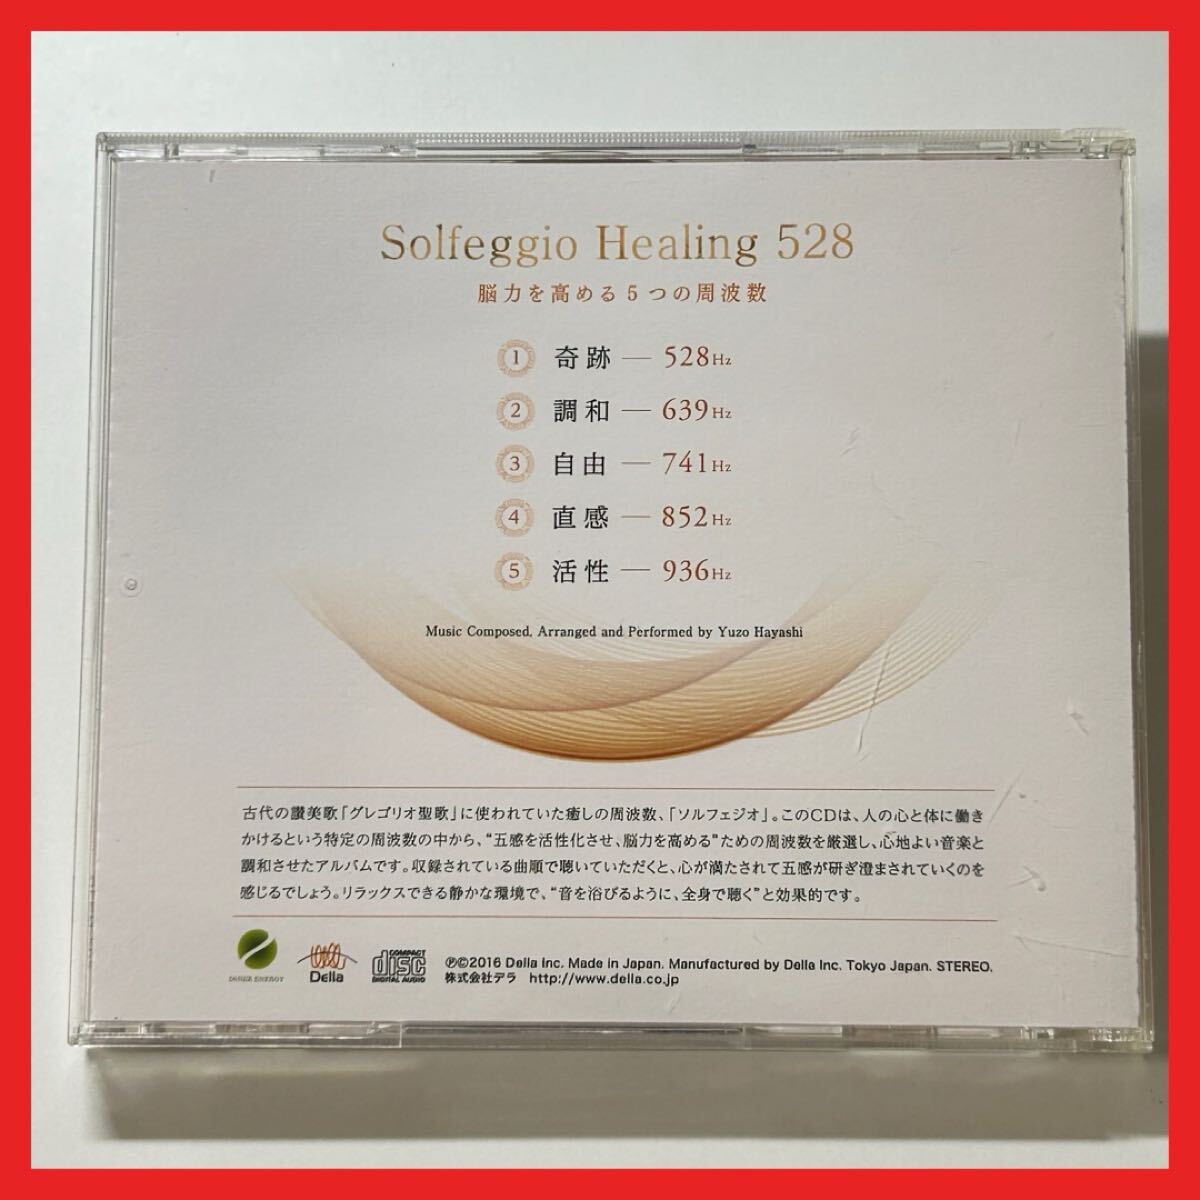 Solfeggio Healing 528
脳力を高める5つの周波数
1 奇跡 — 528Hz
2 調和 — 639Hz
3 自由 — 741Hz
4 直感 — 852Hz
5 活性 — 936Hz
Music Composed, Arranged and Performed by Yuzo Hayashi
古代の讃美歌「グレゴリオ聖歌」に使われていた癒しの周波数、「ソルフェジオ」。このCDは、人の心と体に働き
かけるという特定の周波数の中から、“五感を活性化させ、脳力を高める”ための周波数を厳選し、心地よい音楽と
調和させたアルバムです。収録されている曲順で聴いていただくと、心が満たされて五感が研ぎ澄まされていくのを
感じるでしょう。リラックスできる静かな環境で、“音を浴びるように、全身で聴く”と効果的です。
GREEN ENERGY
Della
COMPACT
disc
DIGITAL AUDIO
℗©2016 Della Inc. Made in Japan. Manufactured by Della Inc. Tokyo Japan. STEREO.
株式会社デラ http://www.della.co.jp